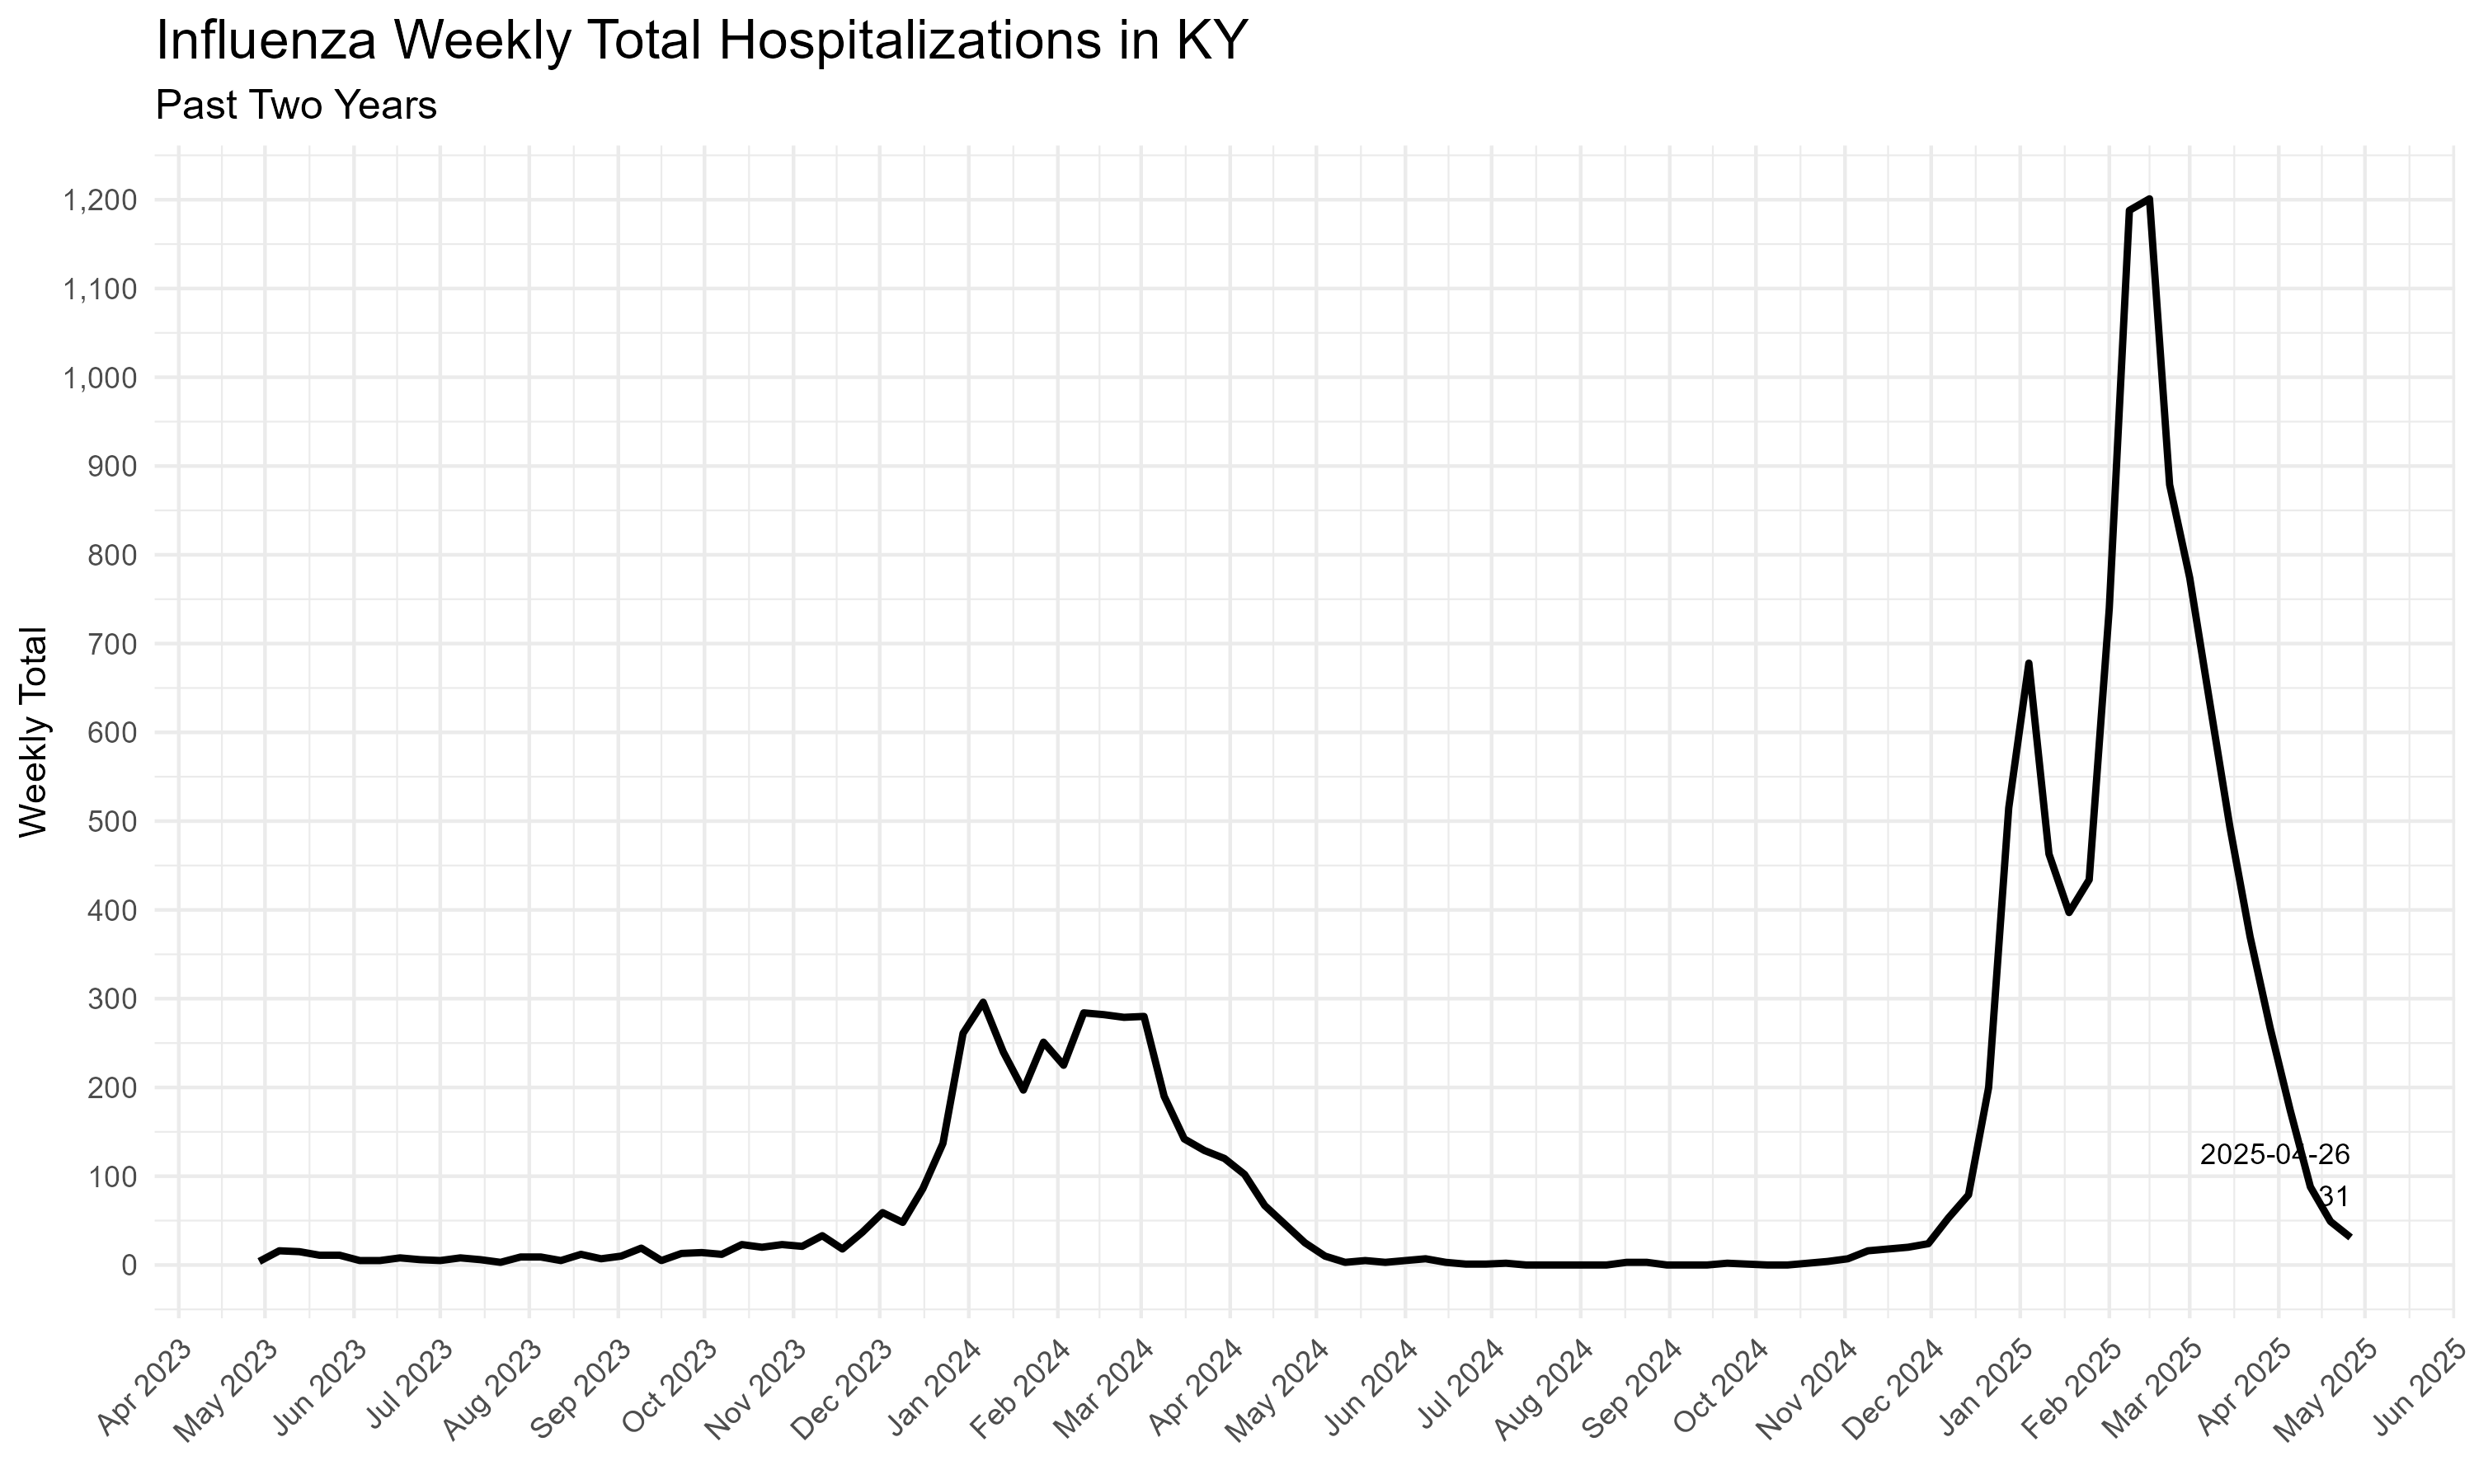 Influenza Weekly Total Hospitalizations in KY
Past Two Years
Weekly Total
1,200
1,100
1,000
900
800
700
600
500
400
300
200
100
0
2025-04-26
31
Apr 2023
May 2023
Jun 2023
Jul 2023
Aug 2023
Sep 2023
Oct 2023
Nov 2023
Dec 2023
Jan 2024
Feb 2024
Mar 2024
Apr 2024
May 2024
Jun 2024
Jul 2024
Aug 2024
Sep 2024
Oct 2024
Nov 2024
Dec 2024
Jan 2025
Feb 2025
Mar 2025
Apr 2025
May 2025
Jun 2025